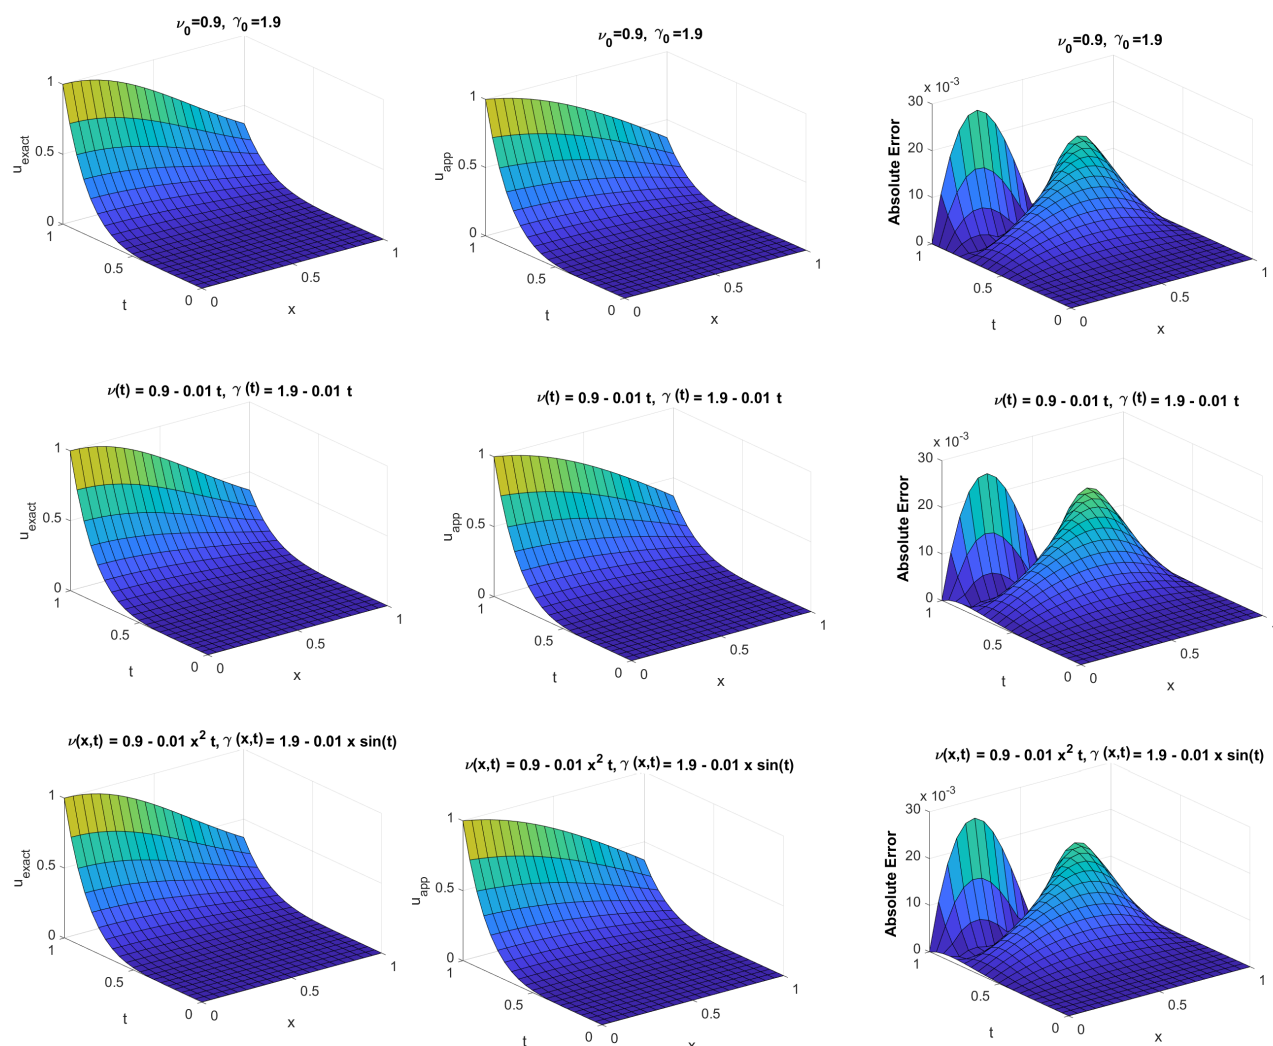 ν₀=0.9, γ₀=1.9
1
0.5
0
u_exact
1
0.5
0
t
0
0.5
1
x
ν₀=0.9, γ₀=1.9
1
0.5
0
u_app
1
0.5
0
t
0
0.5
1
x
ν₀=0.9, γ₀=1.9
x 10⁻³
30
20
10
0
Absolute Error
1
0.5
0
t
0
0.5
1
x
ν(t) = 0.9 - 0.01 t, γ (t) = 1.9 - 0.01 t
1
0.5
0
u_exact
1
0.5
0
t
0
0.5
1
x
ν(t) = 0.9 - 0.01 t, γ (t) = 1.9 - 0.01 t
1
0.5
0
u_app
1
0.5
0
t
0
0.5
1
x
ν(t) = 0.9 - 0.01 t, γ (t) = 1.9 - 0.01 t
x 10⁻³
30
20
10
0
Absolute Error
1
0.5
0
t
0
0.5
x
ν(x,t) = 0.9 - 0.01 x² t, γ (x,t) = 1.9 - 0.01 x sin(t)
1
0.5
0
u_exact
1
0.5
0
t
0
0.5
1
x
ν(x,t) = 0.9 - 0.01 x² t, γ (x,t) = 1.9 - 0.01 x sin(t)
1
0.5
0
u_app
1
0.5
0
t
0
0.5
1
x
ν(x,t) = 0.9 - 0.01 x² t, γ (x,t) = 1.9 - 0.01 x sin(t)
x 10⁻³
30
20
10
0
Absolute Error
1
0.5
0
t
0
0.5
1
x